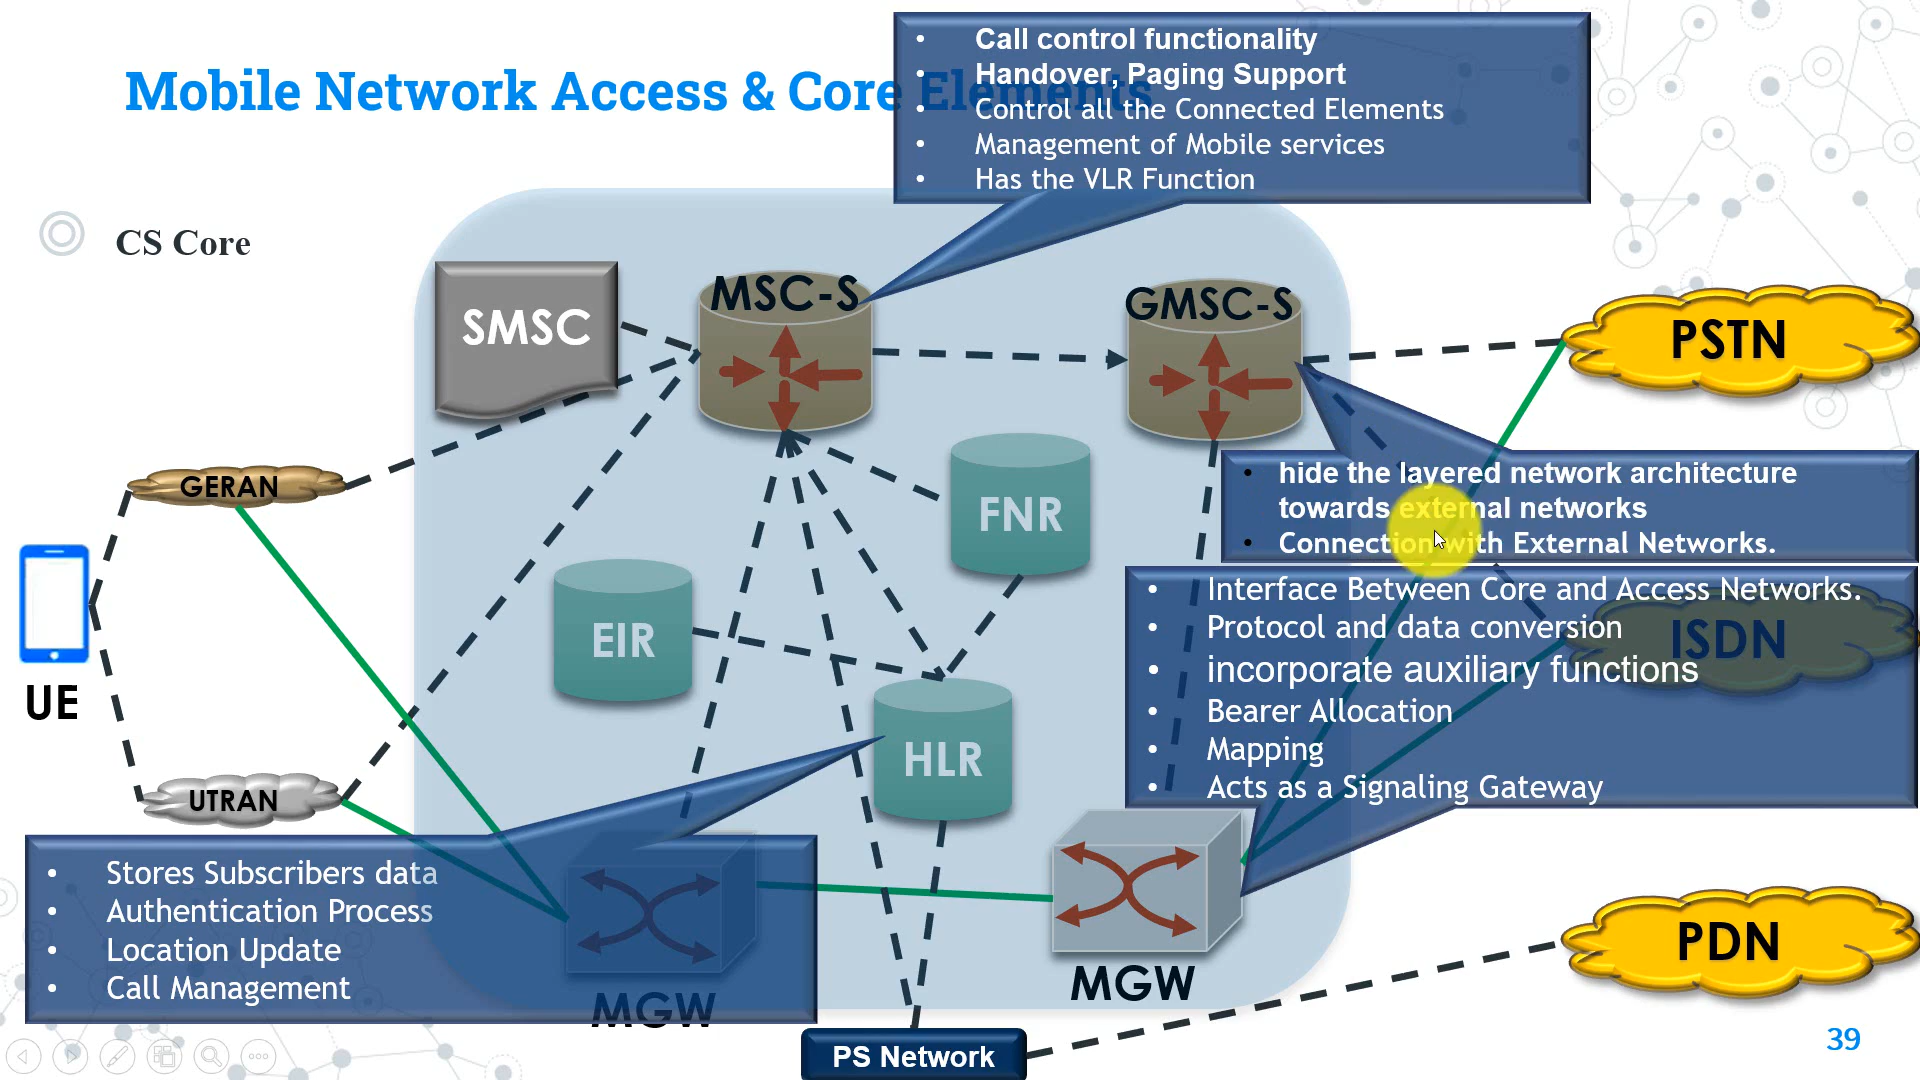 Mobile Network Access & Core Elements
• Call control functionality
• Handover, Paging Support
• Control all the Connected Elements
• Management of Mobile services
• Has the VLR Function
CS Core
SMSC
MSC-S
GMSC-S
PSTN
GERAN
FNR
• hide the layered network architecture
towards external networks
• Connection with External Networks.
EIR
UE
• Interface Between Core and Access Networks.
• Protocol and data conversion
ISDN
• incorporate auxiliary functions
• Bearer Allocation
• Mapping
• Acts as a Signaling Gateway
HLR
UTRAN
• Stores Subscribers data
• Authentication Process
• Location Update
• Call Management
MGW
MGW
PDN
PS Network
39